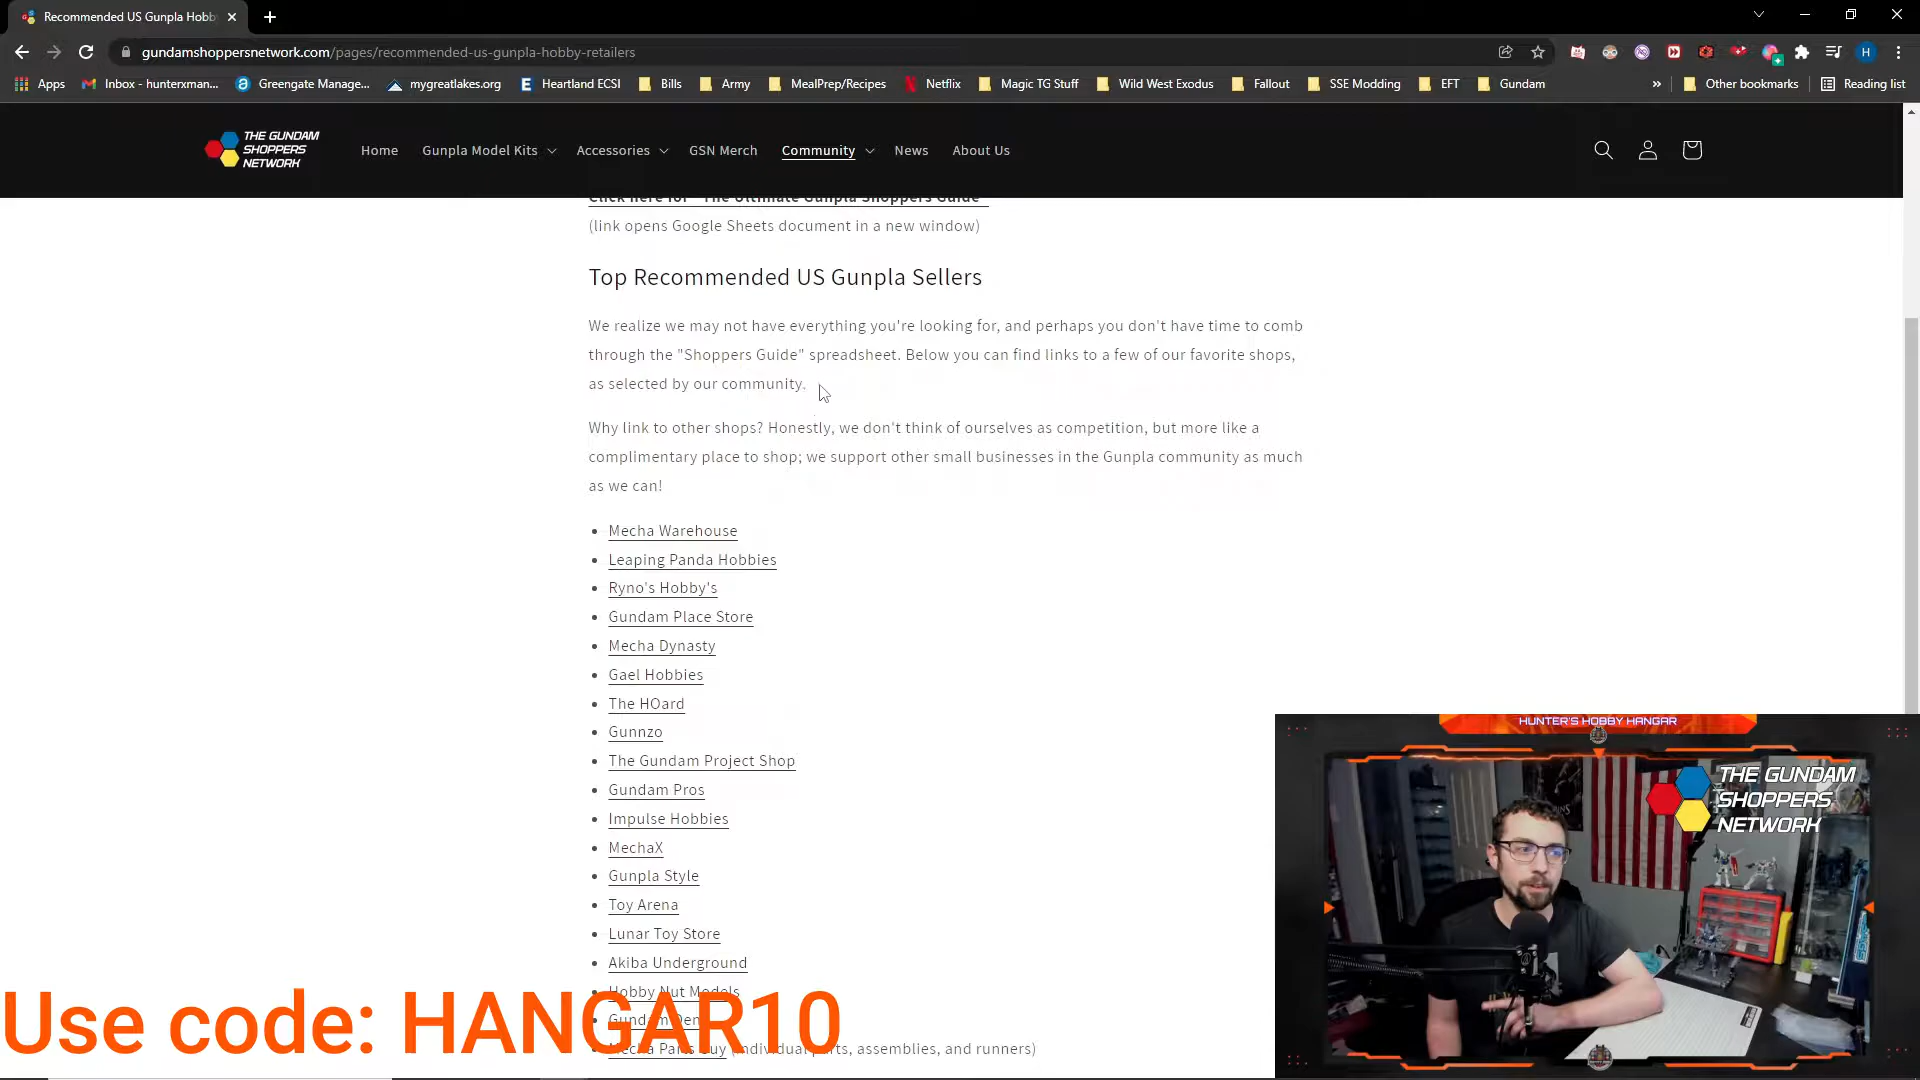 Recommended US Gunpla Hobb
gundamshoppersnetwork.com/pages/recommended-us-gunpla-hobby-retailers
H
Apps
Inbox - hunterxman...
Greengate Manage...
mygreatlakes.org
Heartland ECSI
Bills
Army
MealPrep/Recipes
Netflix
Magic TG Stuff
Wild West Exodus
Fallout
SSE Modding
EFT
Gundam
»
Other bookmarks
Reading list
THE GUNDAM
SHOPPERS
NETWORK
Home
Gunpla Model Kits
Accessories
GSN Merch
Community
News
About Us
Click here for "The Ultimate Gunpla Shoppers Guide"
(link opens Google Sheets document in a new window)
Top Recommended US Gunpla Sellers
We realize we may not have everything you're looking for, and perhaps you don't have time to comb
through the "Shoppers Guide" spreadsheet. Below you can find links to a few of our favorite shops,
as selected by our community.
Why link to other shops? Honestly, we don't think of ourselves as competition, but more like a
complimentary place to shop; we support other small businesses in the Gunpla community as much
as we can!
Mecha Warehouse
Leaping Panda Hobbies
Ryno's Hobby's
Gundam Place Store
Mecha Dynasty
Gael Hobbies
The HOard
Gunnzo
The Gundam Project Shop
Gundam Pros
Impulse Hobbies
MechaX
Gunpla Style
Toy Arena
Lunar Toy Store
Akiba Underground
Hobby Nut Models
Gundam Den
Mecha Parts Guy (individual parts, assemblies, and runners)
Use code: HANGAR10
HUNTER'S HOBBY HANGAR
THE GUNDAM
SHOPPERS
NETWORK